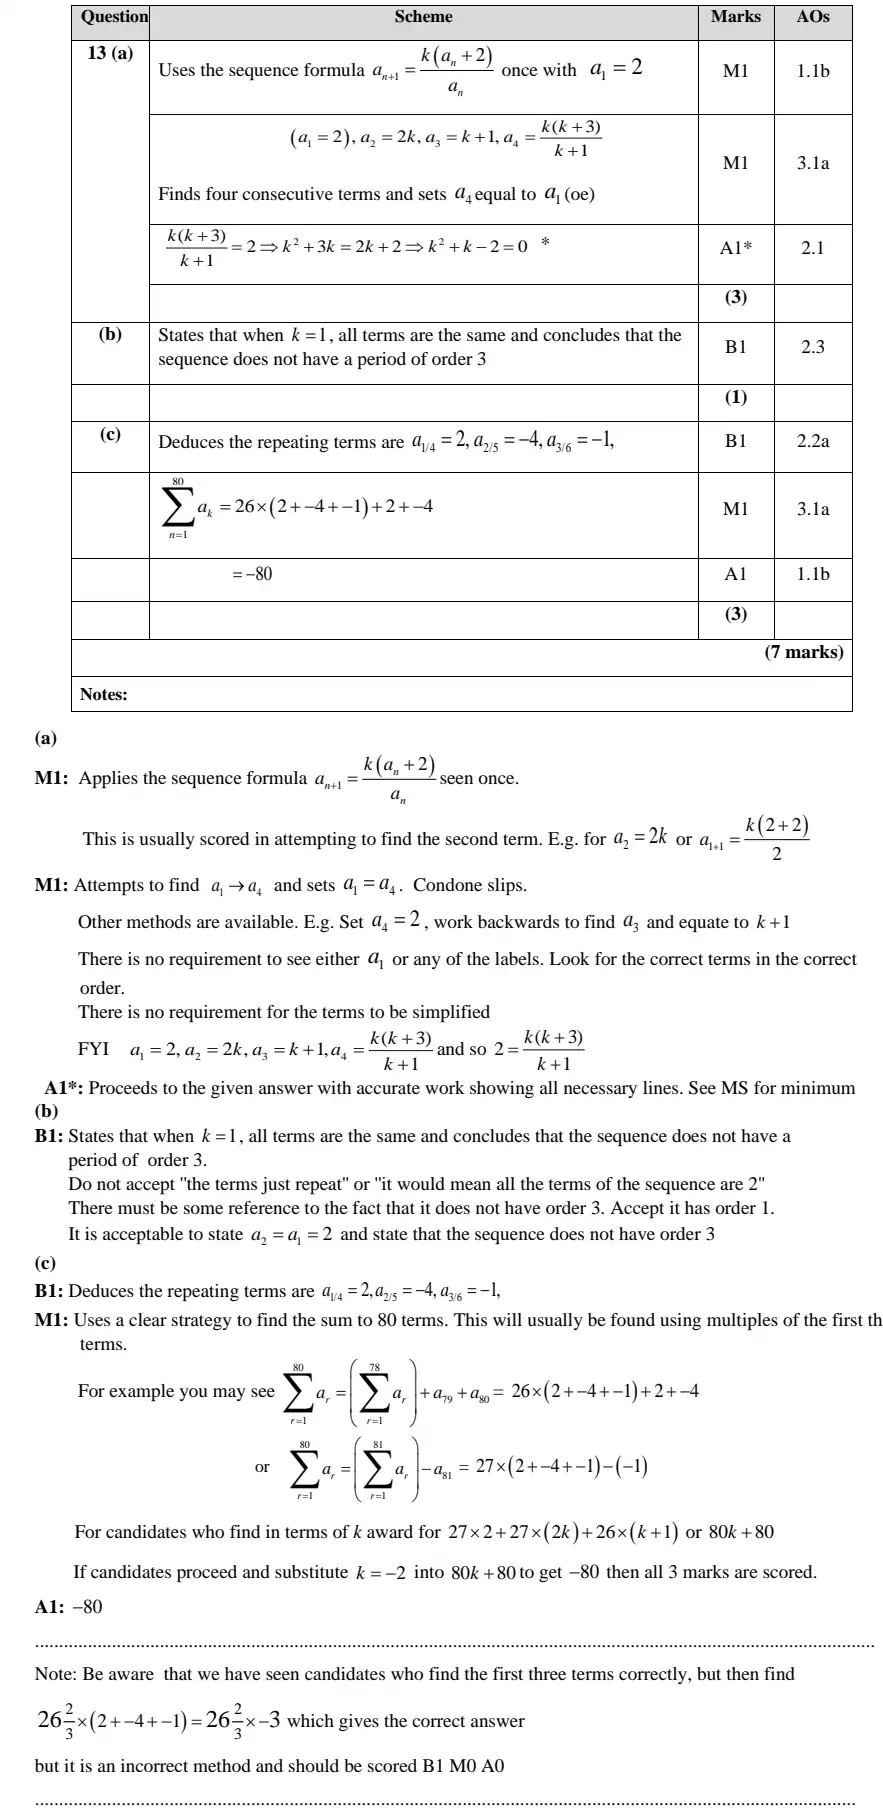 Question Scheme Marks AOs
13 (a) Uses the sequence formula a_{n+1} = k(a_n + 2)/a_n once with a_1 = 2 M1 1.1b
(a_1 = 2), a_2 = 2k, a_3 = k+1, a_4 = k(k+3)/(k+1)
Finds four consecutive terms and sets a_4 equal to a_1 (oe) M1 3.1a
k(k+3)/(k+1) = 2 ⇒ k² + 3k = 2k + 2 ⇒ k² + k − 2 = 0 * A1* 2.1
(3)
(b) States that when k = 1, all terms are the same and concludes that the
sequence does not have a period of order 3 B1 2.3
(1)
(c) Deduces the repeating terms are a_{1/4} = 2, a_{2/5} = −4, a_{3/6} = −1, B1 2.2a
∑_{n=1}^{80} a_k = 26×(2+−4+−1)+2+−4 M1 3.1a
= −80 A1 1.1b
(3)
(7 marks)
Notes:
(a)
M1: Applies the sequence formula a_{n+1} = k(a_n + 2)/a_n seen once.
This is usually scored in attempting to find the second term. E.g. for a_2 = 2k or a_{1+1} = k(2+2)/2
M1: Attempts to find a_1 → a_4 and sets a_1 = a_4. Condone slips.
Other methods are available. E.g. Set a_4 = 2, work backwards to find a_3 and equate to k+1
There is no requirement to see either a_1 or any of the labels. Look for the correct terms in the correct
order.
There is no requirement for the terms to be simplified
FYI a_1 = 2, a_2 = 2k, a_3 = k+1, a_4 = k(k+3)/(k+1) and so 2 = k(k+3)/(k+1)
A1*: Proceeds to the given answer with accurate work showing all necessary lines. See MS for minimum
(b)
B1: States that when k = 1, all terms are the same and concludes that the sequence does not have a
period of order 3.
Do not accept "the terms just repeat" or "it would mean all the terms of the sequence are 2"
There must be some reference to the fact that it does not have order 3. Accept it has order 1.
It is acceptable to state a_2 = a_1 = 2 and state that the sequence does not have order 3
(c)
B1: Deduces the repeating terms are a_{1/4} = 2, a_{2/5} = −4, a_{3/6} = −1,
M1: Uses a clear strategy to find the sum to 80 terms. This will usually be found using multiples of the first th
terms.
For example you may see ∑_{r=1}^{80} a_r = (∑_{r=1}^{78} a_r) + a_79 + a_80 = 26×(2+−4+−1)+2+−4
or ∑_{r=1}^{80} a_r = (∑_{r=1}^{81} a_r) − a_81 = 27×(2+−4+−1)−(−1)
For candidates who find in terms of k award for 27×2+27×(2k)+26×(k+1) or 80k+80
If candidates proceed and substitute k = −2 into 80k+80 to get −80 then all 3 marks are scored.
A1: −80
Note: Be aware that we have seen candidates who find the first three terms correctly, but then find
26 2/3 ×(2+−4+−1) = 26 2/3 ×−3 which gives the correct answer
but it is an incorrect method and should be scored B1 M0 A0